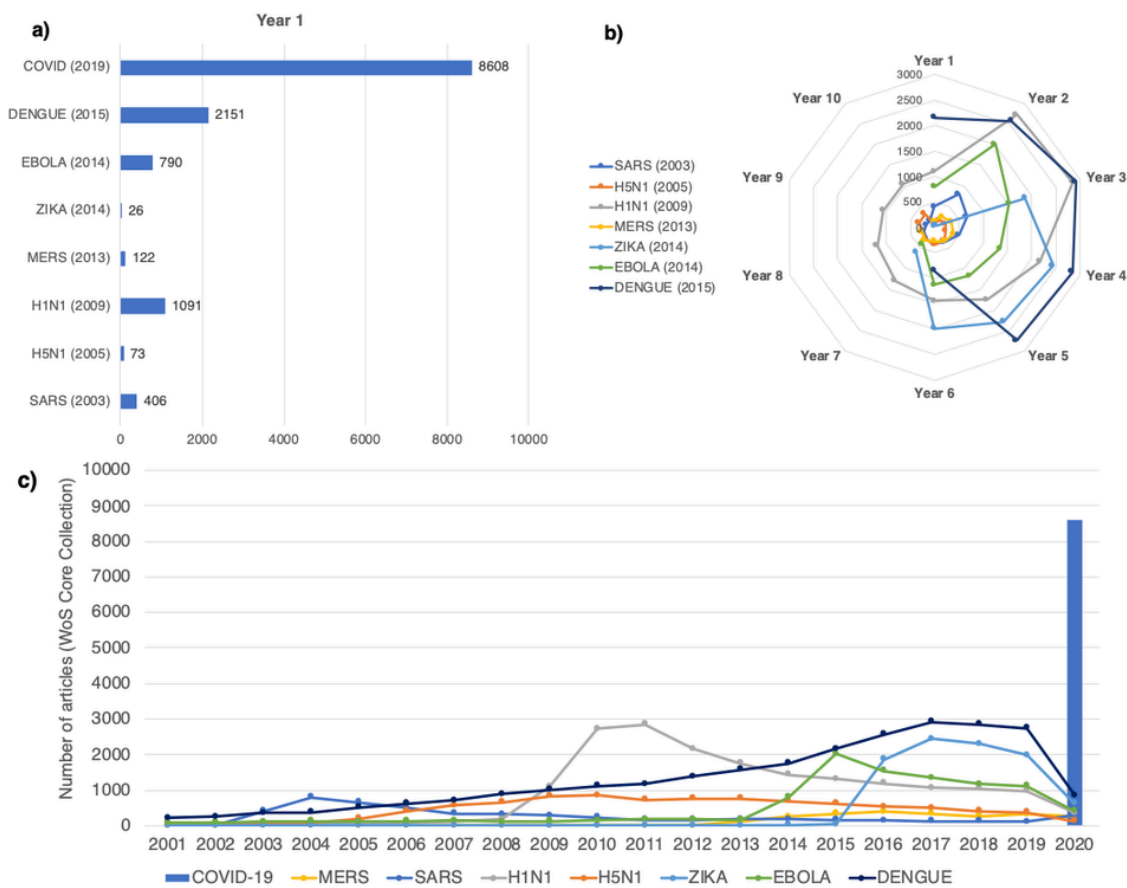 a)
Year 1
COVID (2019)
8608
DENGUE (2015)
2151
EBOLA (2014)
790
ZIKA (2014)
26
MERS (2013)
122
H1N1 (2009)
1091
H5N1 (2005)
73
SARS (2003)
406
0 2000 4000 6000 8000 10000
b)
Year 1
Year 2
Year 3
Year 4
Year 5
Year 6
Year 7
Year 8
Year 9
Year 10
3000
2500
2000
1500
1000
500
0
SARS (2003)
H5N1 (2005)
H1N1 (2009)
MERS (2013)
ZIKA (2014)
EBOLA (2014)
DENGUE (2015)
c)
Number of articles (WoS Core Collection)
10000
9000
8000
7000
6000
5000
4000
3000
2000
1000
0
2001 2002 2003 2004 2005 2006 2007 2008 2009 2010 2011 2012 2013 2014 2015 2016 2017 2018 2019 2020
COVID-19 MERS SARS H1N1 H5N1 ZIKA EBOLA DENGUE